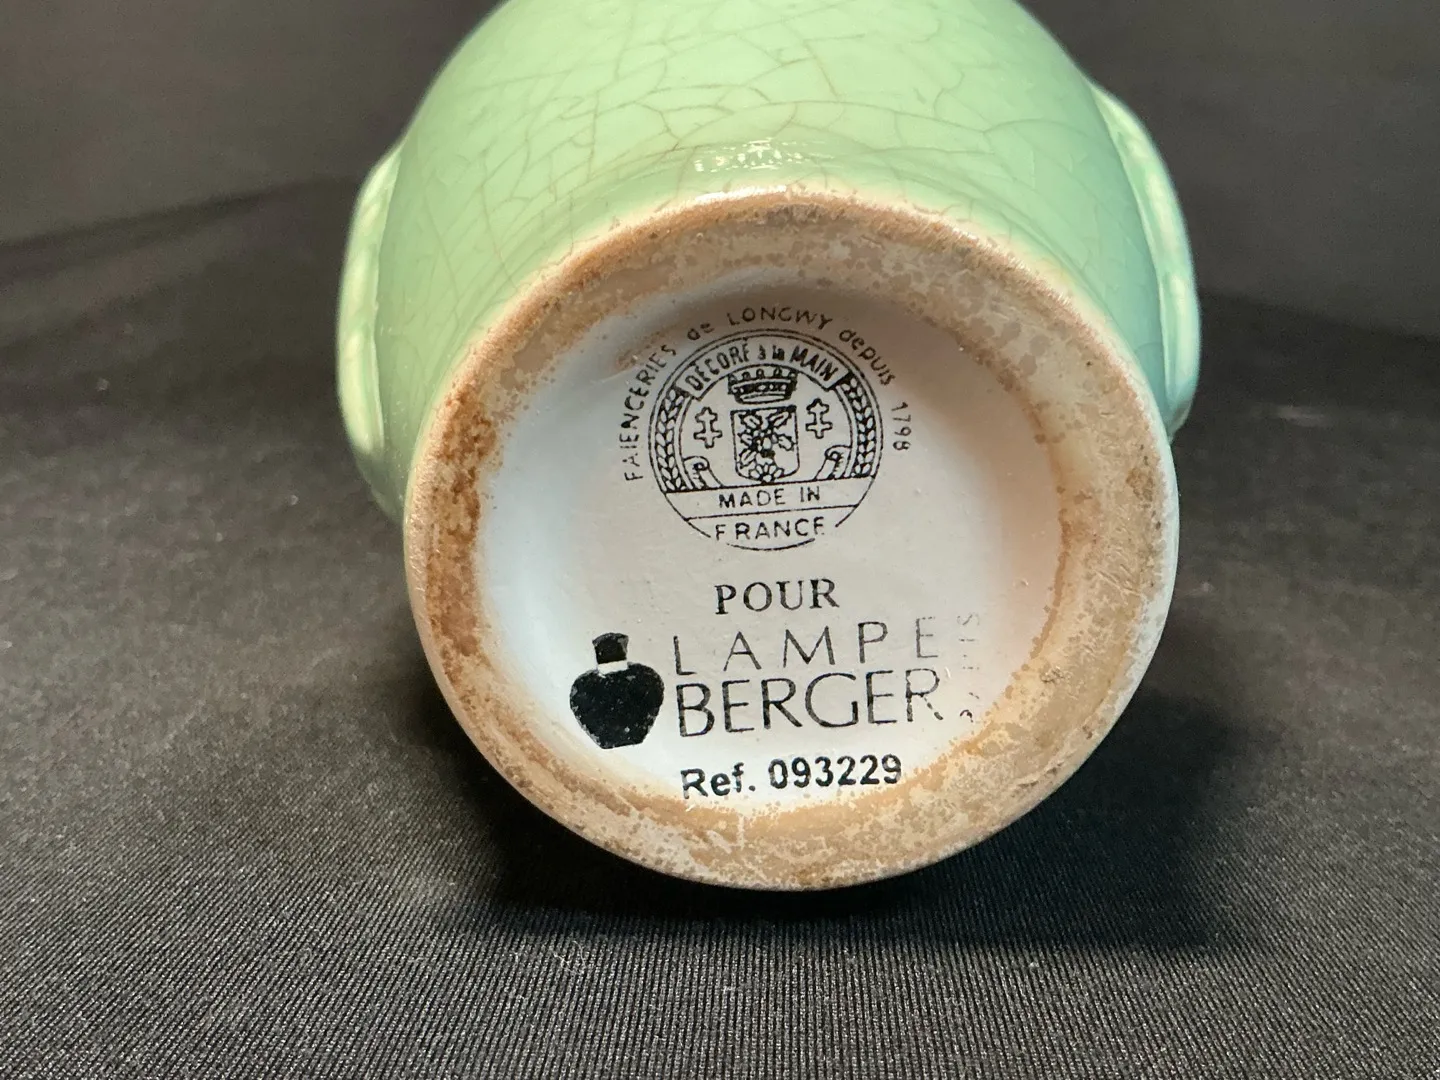 FAIENCERIES de LONGWY depuis 1798
DÉCORÉ à la MAIN
MADE IN
FRANCE
POUR
LAMPE
BERGER
Ref. 093229